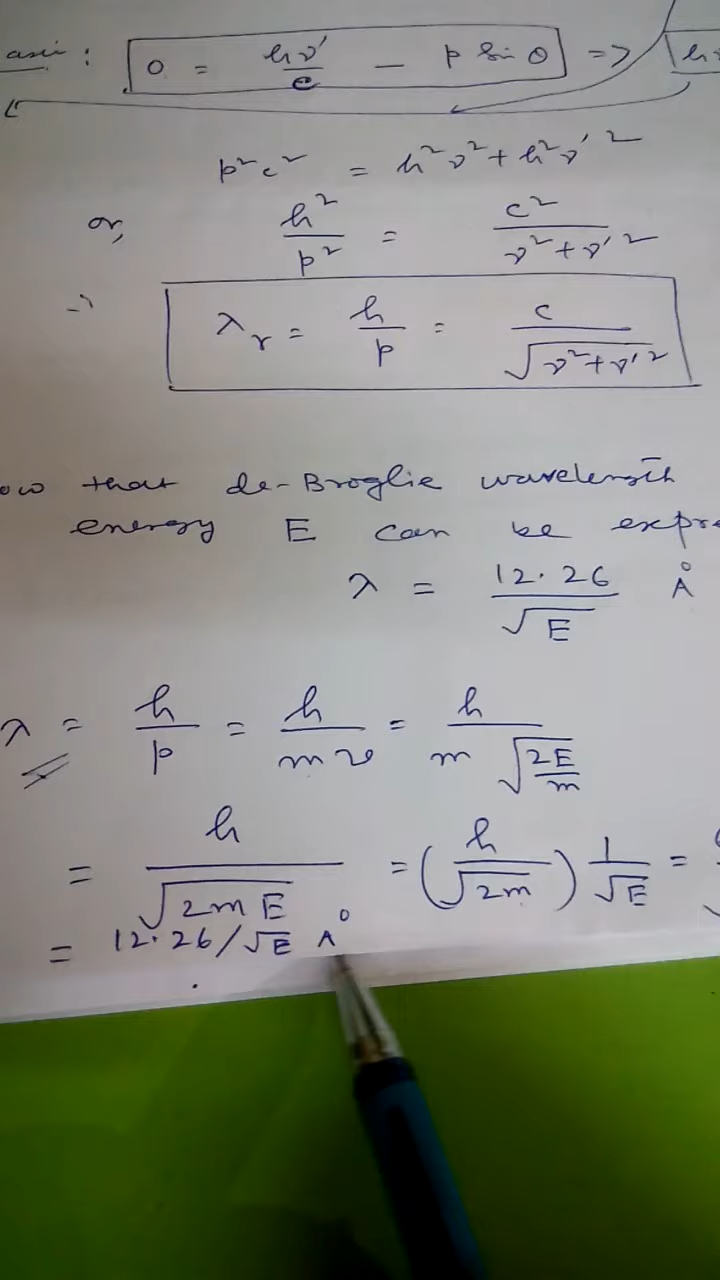 0 = hν'/c − p sin θ =>
p²c² = h²ν² + h²ν'²
or, h²/p² = c²/ν²+ν'²
→ λr = h/p = c/√ν²+ν'²
that de-Broglie wavelength
energy E can be
λ = 12.26/√E Å
λ = h/p = h/mv = h/m√2E/m
= h/√2mE = (h/√2m) 1/√E =
= 12.26/√E A°